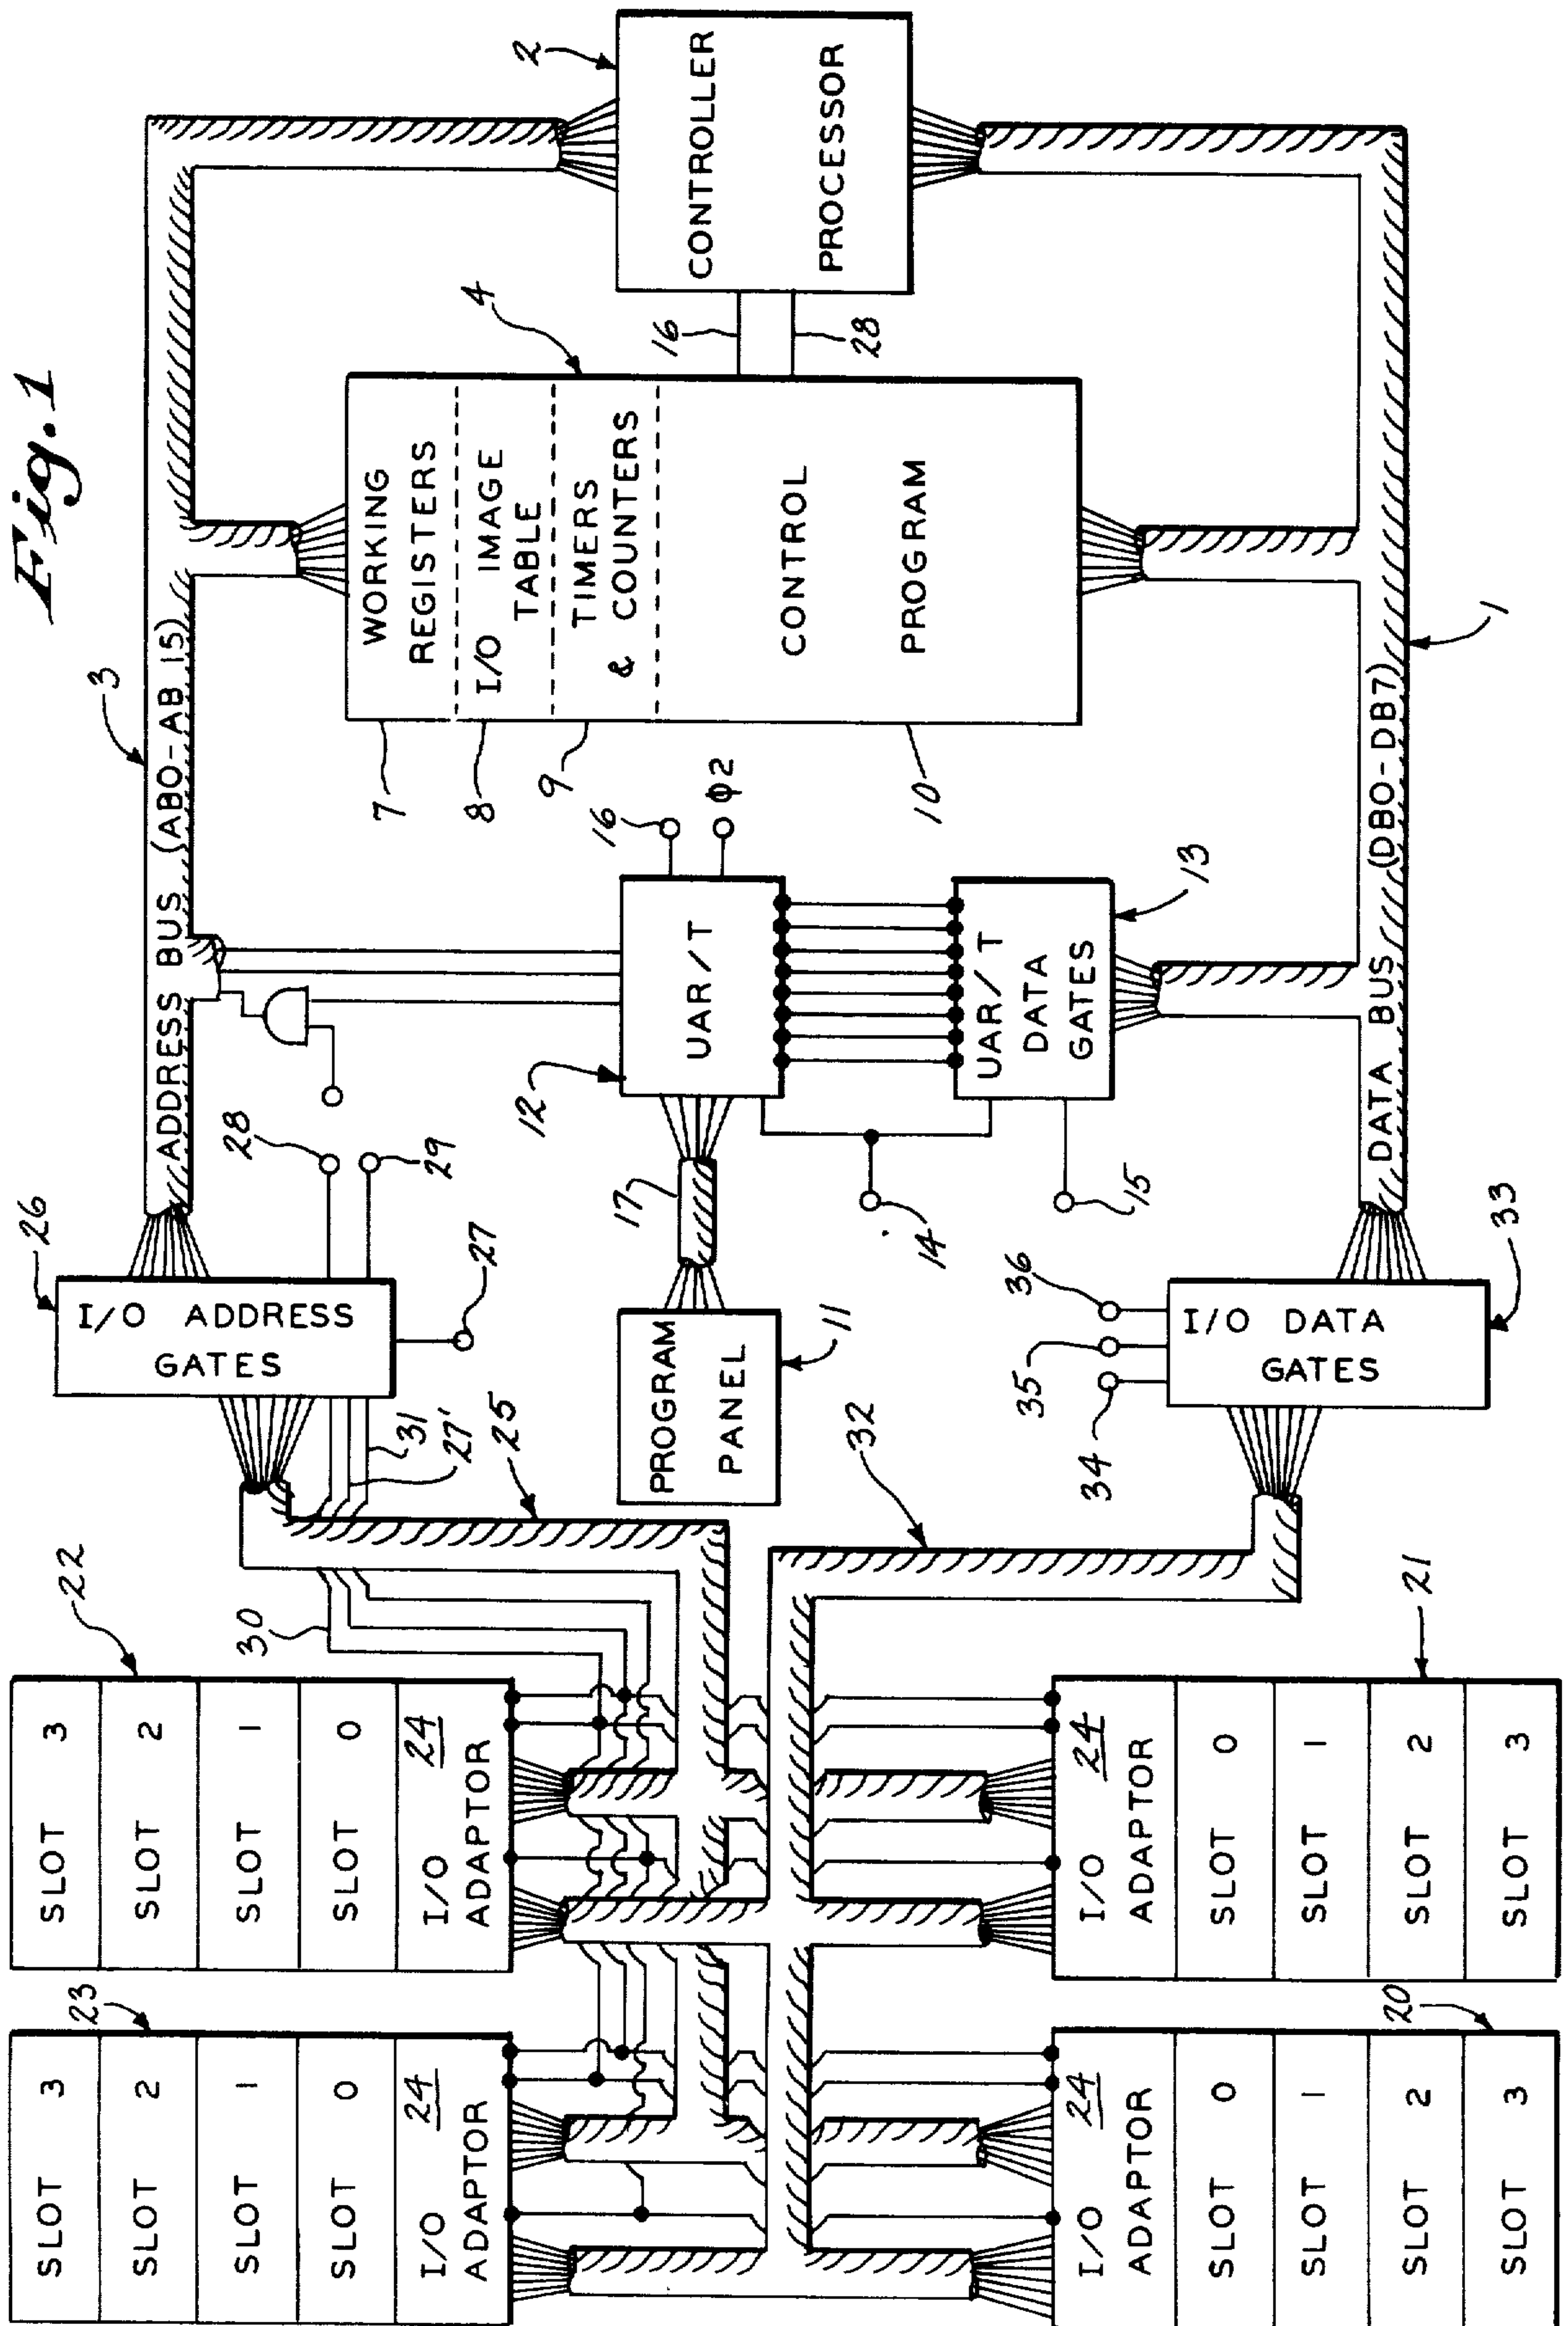 Fig. 1
3
ADDRESS BUS (AB0-AB 15)
2
CONTROLLER
PROCESSOR
4
16
28
WORKING
REGISTERS
I/O IMAGE
TABLE
TIMERS
& COUNTERS
CONTROL
PROGRAM
7
8
9
10
1
DATA BUS (DB0-DB7)
16
Φ2
UAR/T
12
13
UAR/T
DATA
GATES
14
15
17
PROGRAM
PANEL
11
28
29
26
I/O ADDRESS
GATES
27
31
27'
25
30
36
35
34
I/O DATA
GATES
33
32
22
SLOT 3
SLOT 2
SLOT 1
SLOT 0
I/O 24
ADAPTOR
23
SLOT 3
SLOT 2
SLOT 1
SLOT 0
I/O 24
ADAPTOR
21
I/O 24
ADAPTOR
SLOT 0
SLOT 1
SLOT 2
SLOT 3
20
I/O 24
ADAPTOR
SLOT 0
SLOT 1
SLOT 2
SLOT 3